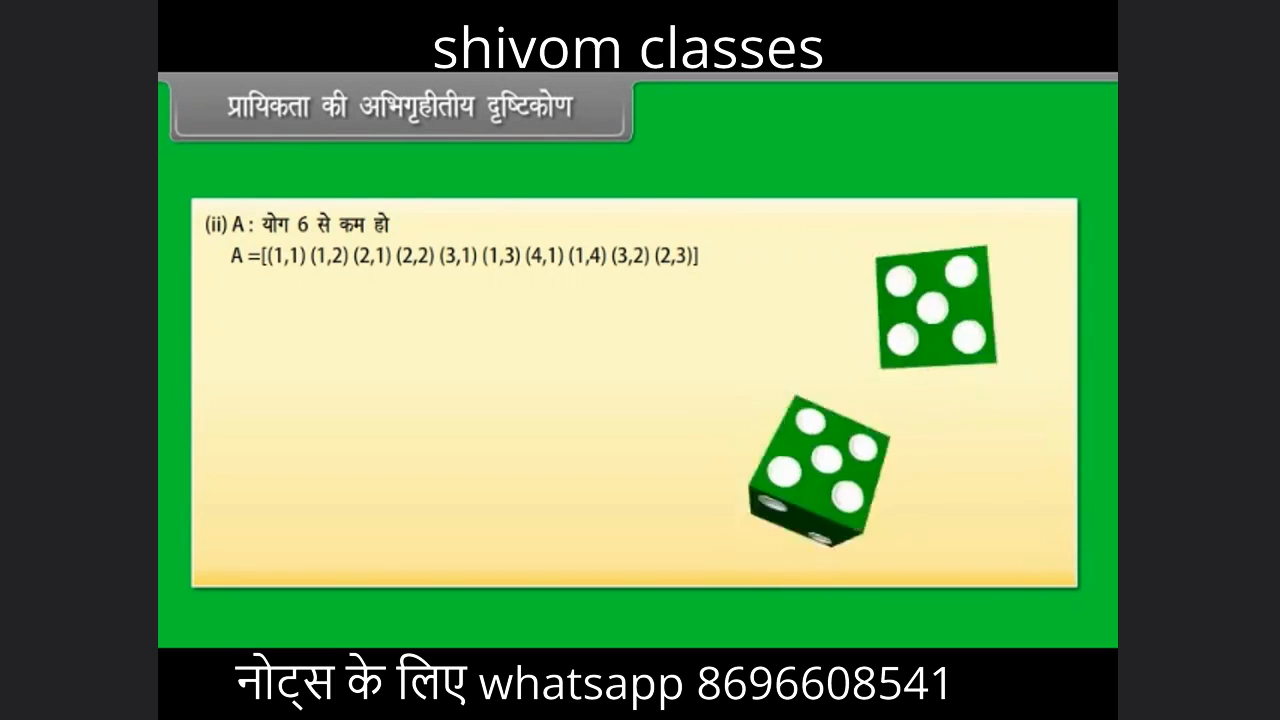 shivom classes
प्रायिकता की अभिगृहीतीय दृष्टिकोण
(ii) A : योग 6 से कम हो
A =[(1,1) (1,2) (2,1) (2,2) (3,1) (1,3) (4,1) (1,4) (3,2) (2,3)]
नोट्स के लिए whatsapp 8696608541